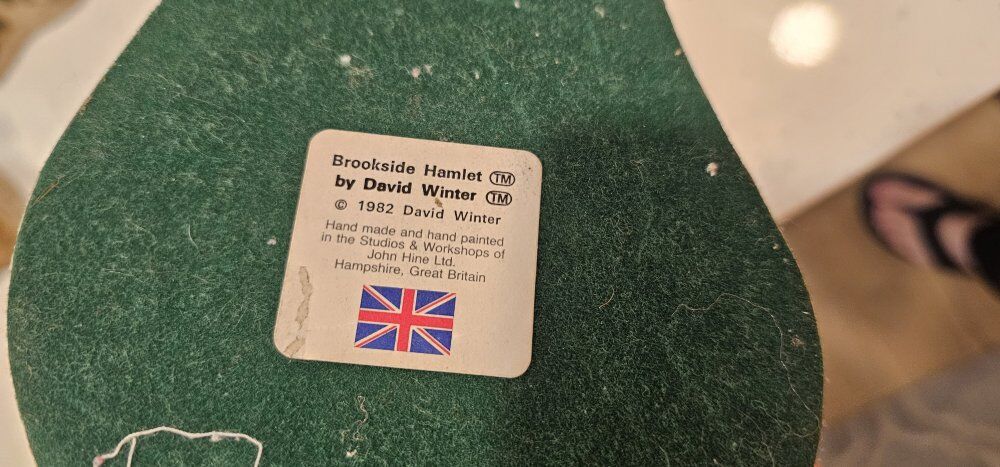 Brookside Hamlet TM
by David Winter TM
© 1982 David Winter
Hand made and hand painted
in the Studios & Workshops of
John Hine Ltd.
Hampshire, Great Britain